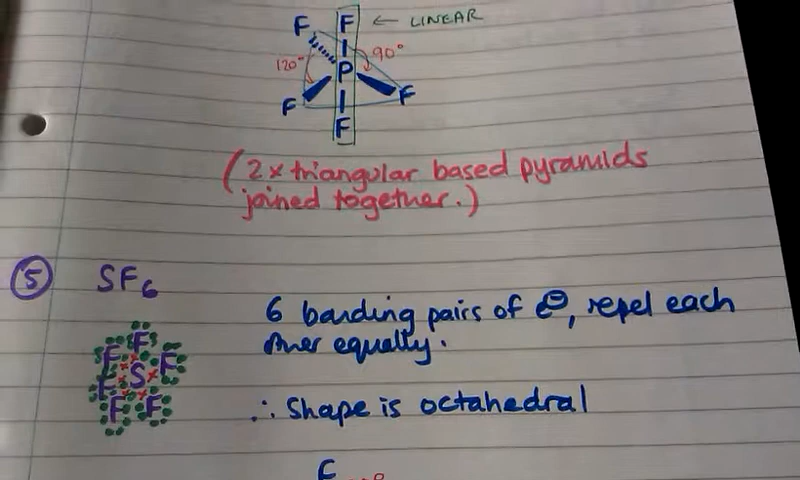 F F ← LINEAR
120° P 90°
F F
F
(2x triangular based pyramids
joined together.)
5 SF6
6 bonding pairs of e⊖, repel each
other equally.
F F F
F S
F F
∴ Shape is octahedral
F